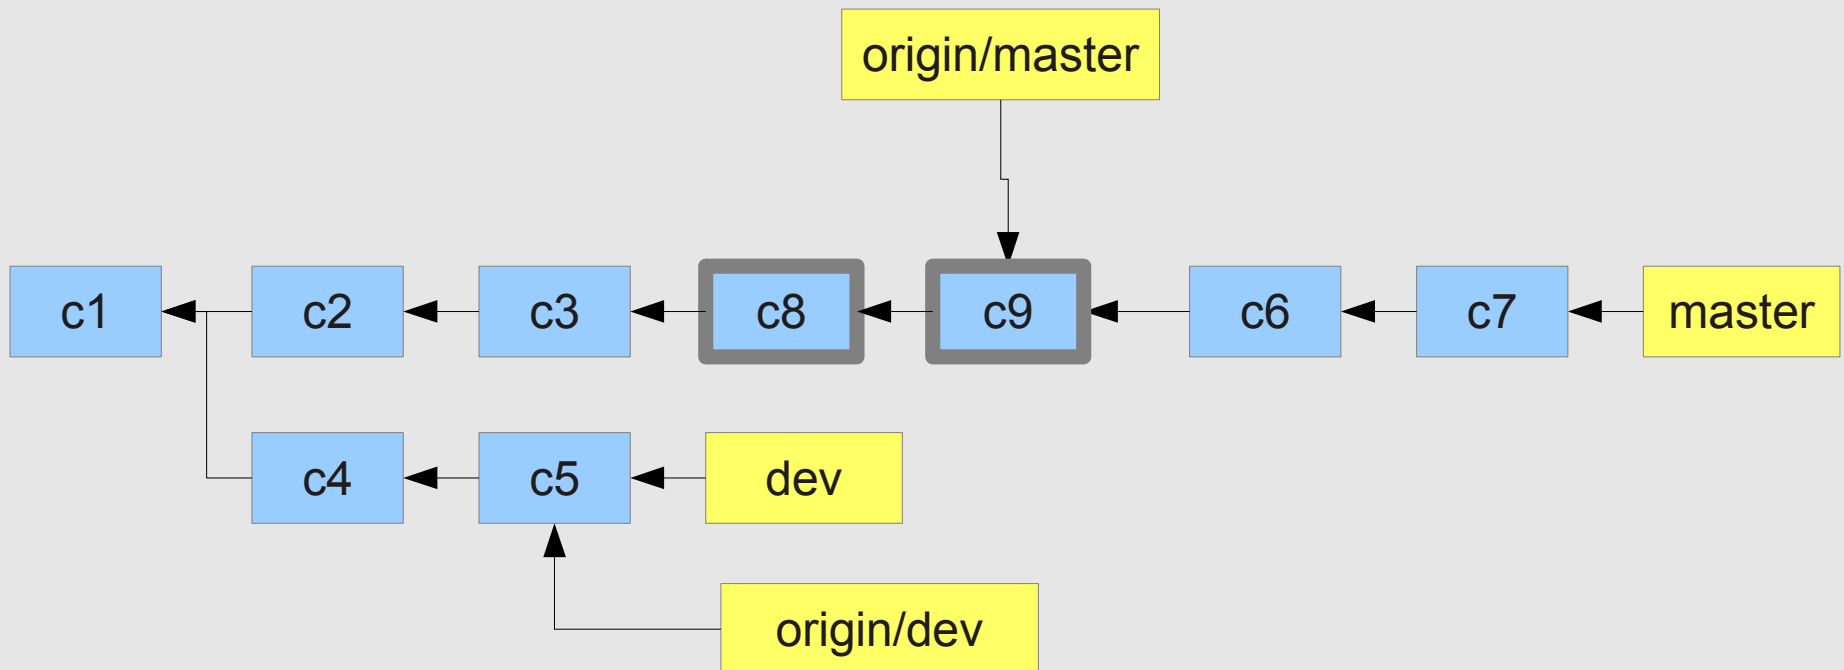 origin/master
c1
c2
c3
c8
c9
c6
c7
master
c4
c5
dev
origin/dev